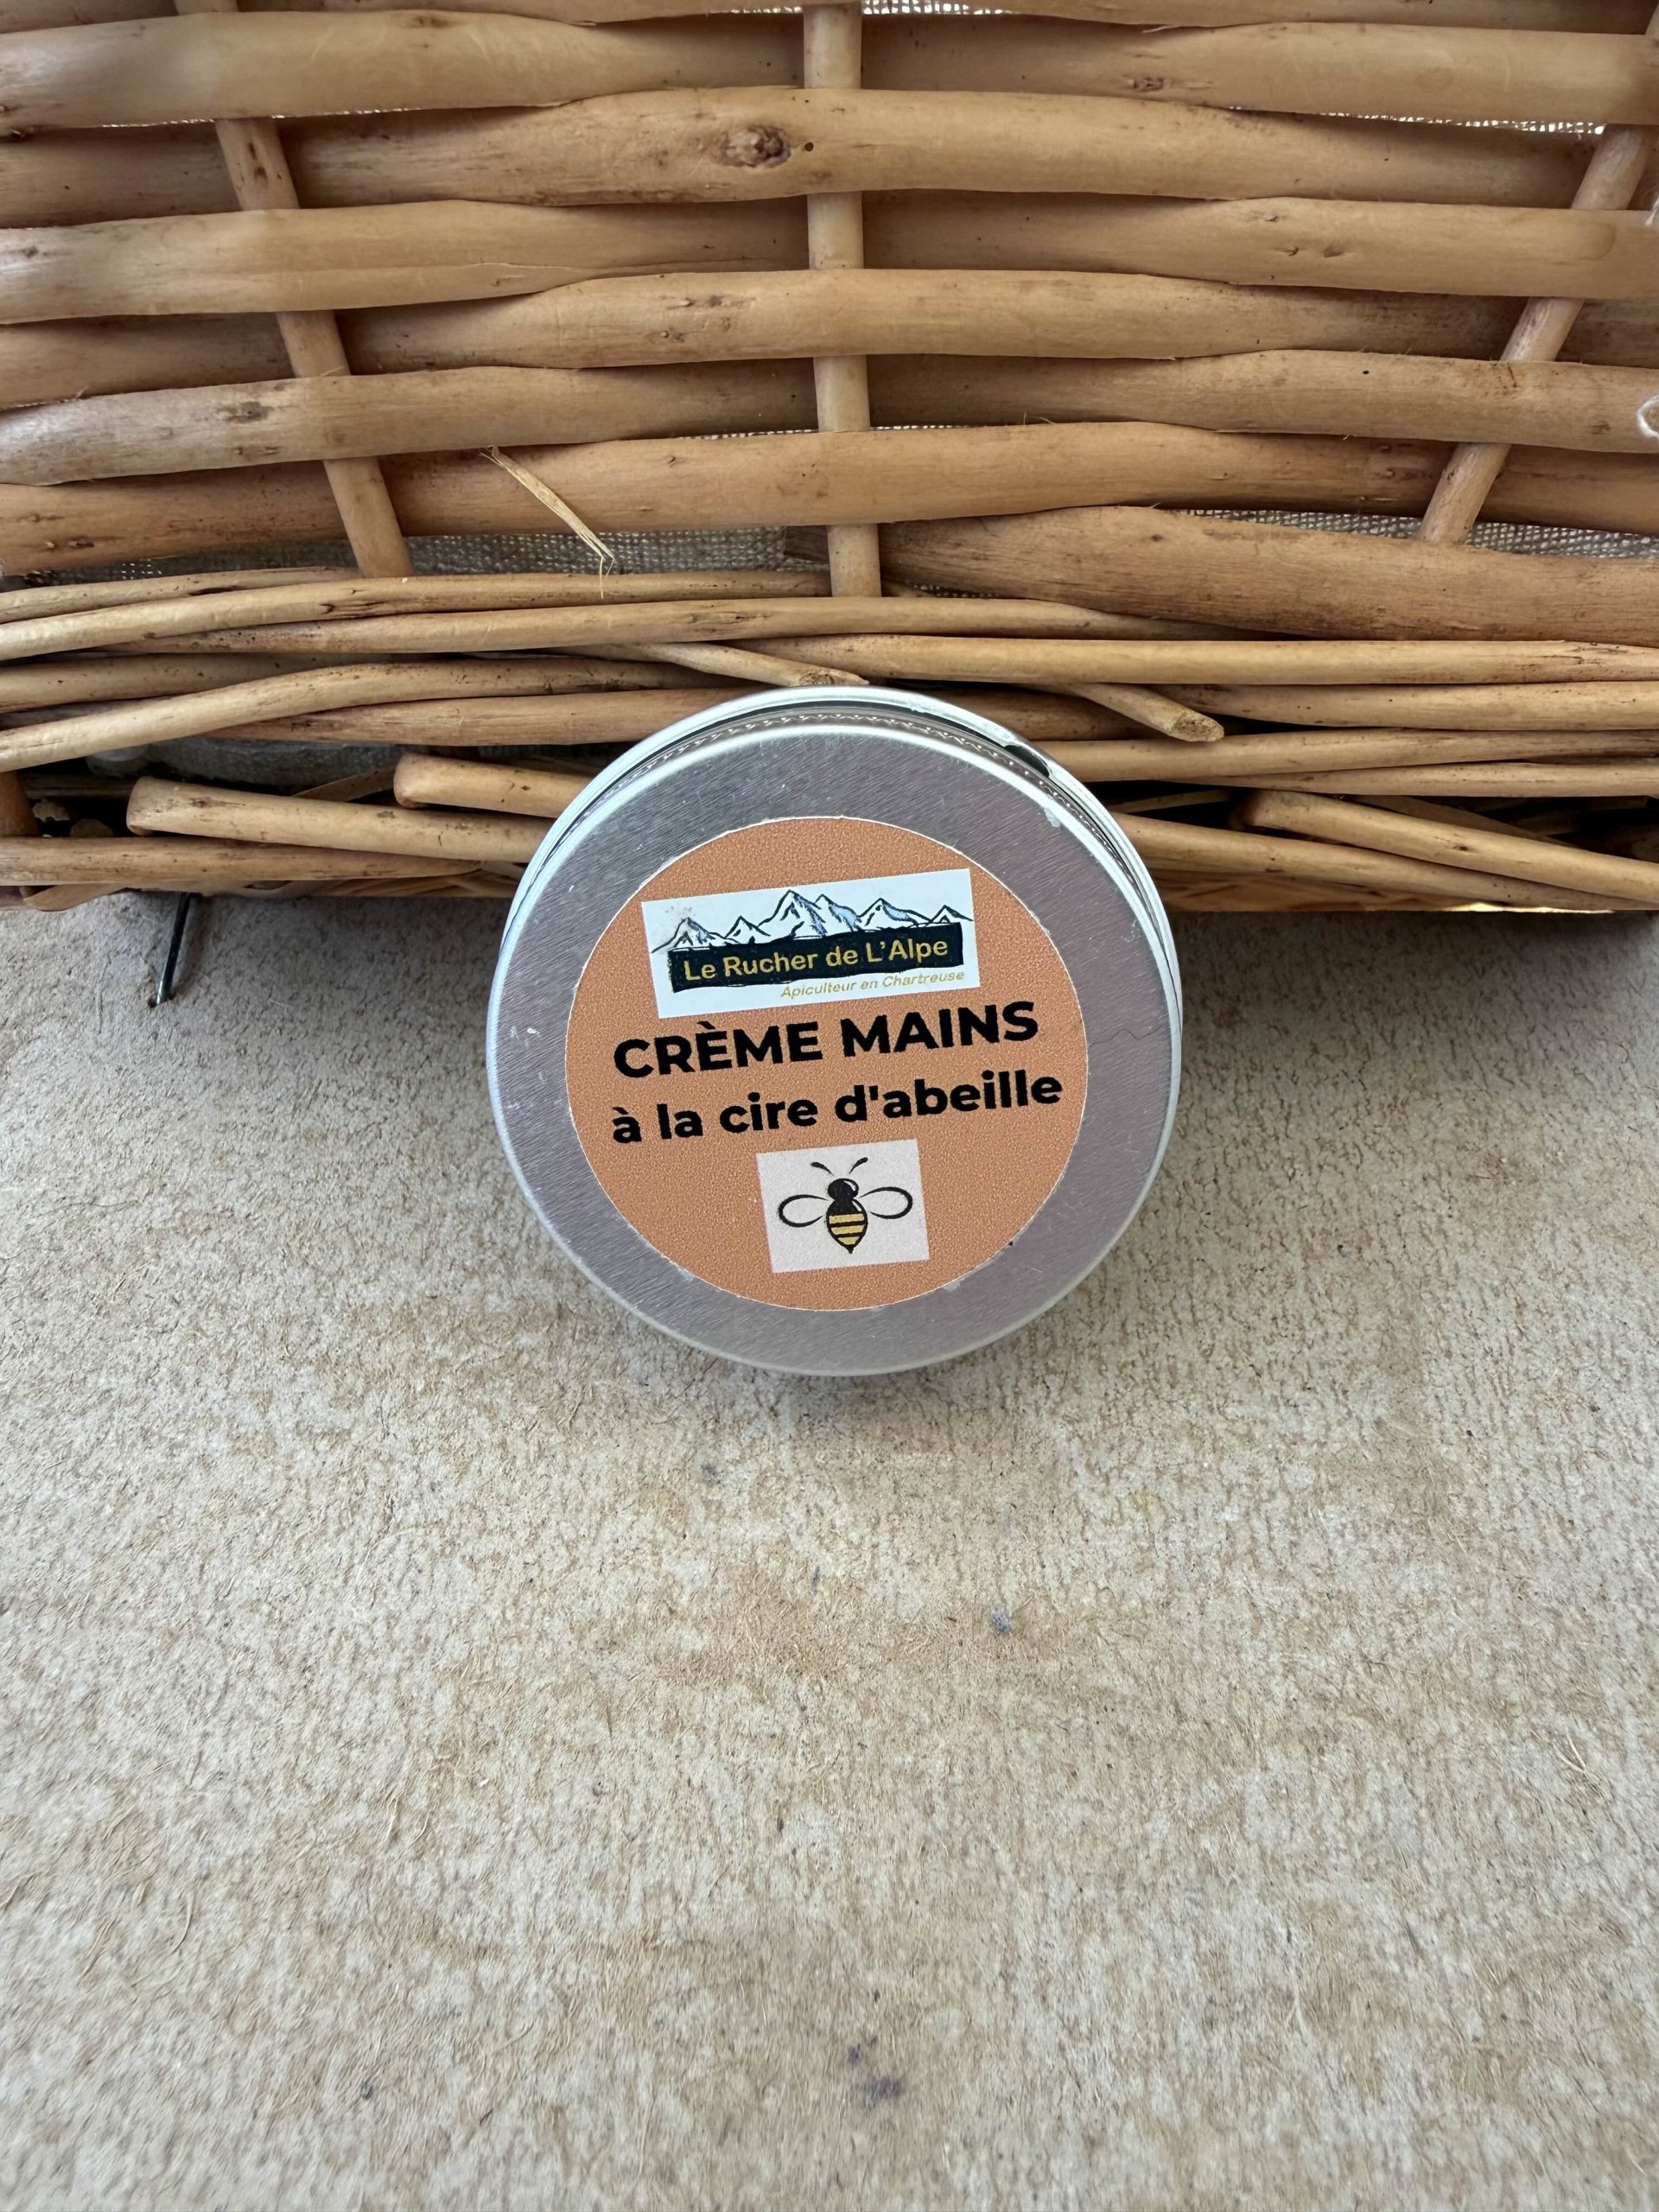 Le Rucher de L'Alpe
Apiculteur en Chartreuse
CRÈME MAINS
à la cire d'abeille